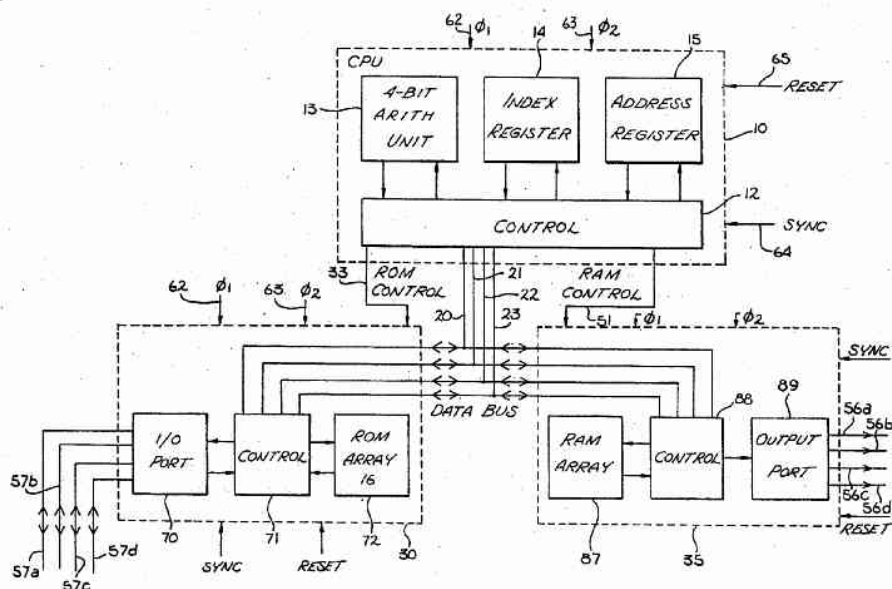 62 ϕ1 63 ϕ2
CPU
14
15
65
RESET
13
4-BIT
ARITH
UNIT
INDEX
REGISTER
ADDRESS
REGISTER
10
12
CONTROL
SYNC
64
33
ROM
CONTROL
21
22
20
23
RAM
CONTROL
51
62 ϕ1
63 ϕ2
ϕ1
ϕ2
SYNC
DATA BUS
88
89
56a
56b
I/O
PORT
CONTROL
ROM
ARRAY 16
RAM
ARRAY
CONTROL
OUTPUT
PORT
57b
56c
56d
70
71
72
30
87
35
RESET
57d
SYNC
RESET
57a
57c